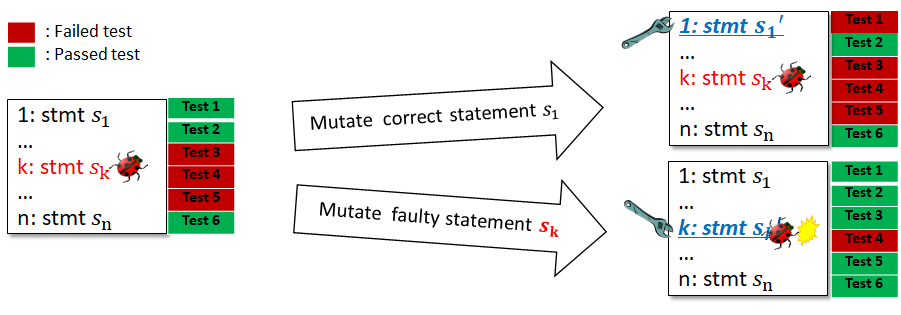 : Failed test
: Passed test
1: stmt s₁
...
k: stmt sₖ
...
n: stmt sₙ
Test 1
Test 2
Test 3
Test 4
Test 5
Test 6
Mutate correct statement s₁
Mutate faulty statement sₖ
1: stmt s₁′
...
k: stmt sₖ
...
n: stmt sₙ
Test 1
Test 2
Test 3
Test 4
Test 5
Test 6
1: stmt s₁
...
k: stmt
...
n: stmt sₙ
Test 1
Test 2
Test 3
Test 4
Test 5
Test 6